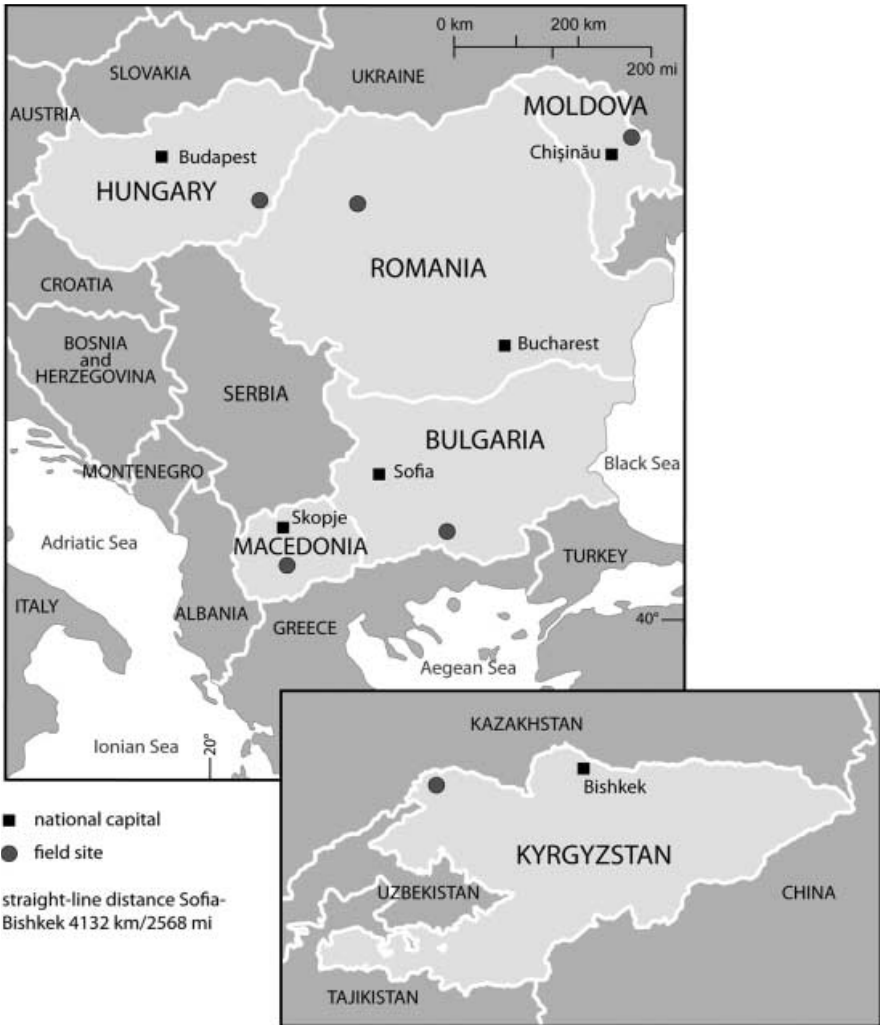 0 km 200 km
200 mi
SLOVAKIA
UKRAINE
AUSTRIA
MOLDOVA
Budapest
Chişinău
HUNGARY
ROMANIA
CROATIA
BOSNIA
and
HERZEGOVINA
Bucharest
SERBIA
BULGARIA
Black Sea
MONTENEGRO
Sofia
Skopje
MACEDONIA
Adriatic Sea
TURKEY
ITALY
ALBANIA
GREECE
40°
Aegean Sea
Ionian Sea
20°
KAZAKHSTAN
Bishkek
KYRGYZSTAN
UZBEKISTAN
CHINA
TAJIKISTAN
national capital
field site
straight-line distance Sofia-
Bishkek 4132 km/2568 mi